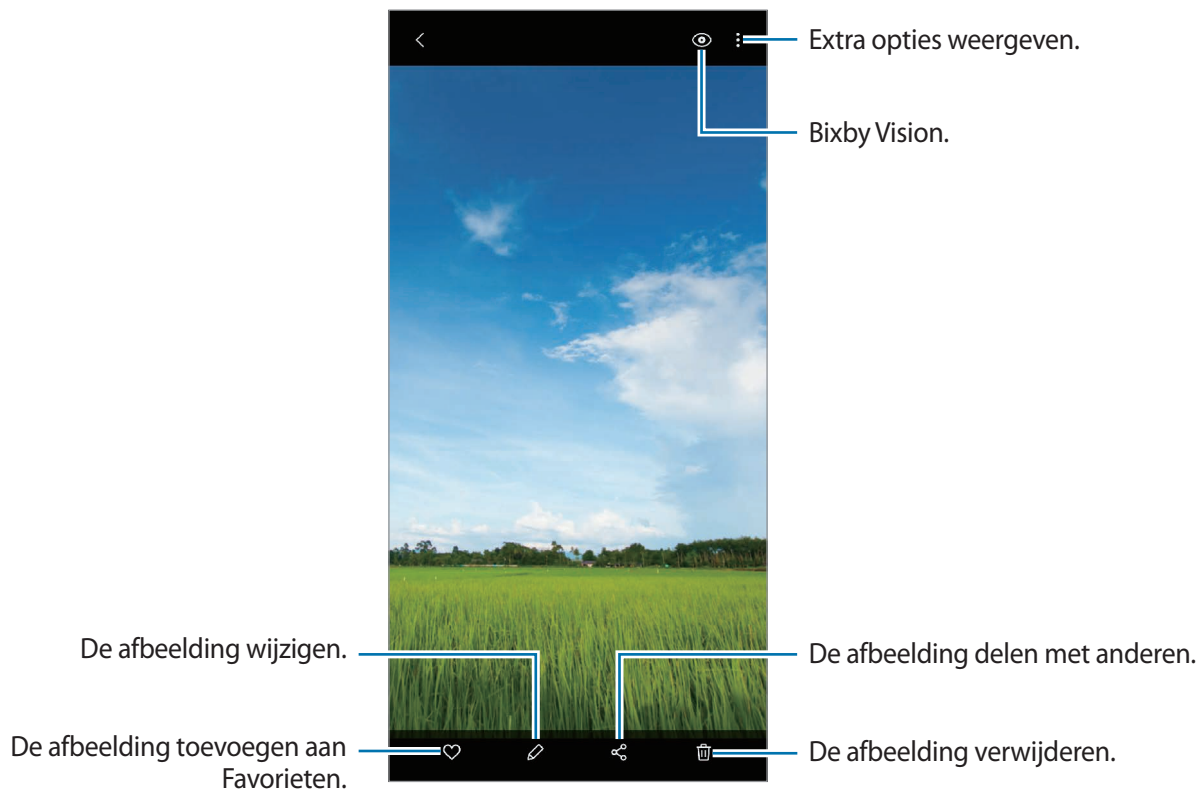 Extra opties weergeven.
Bixby Vision.
De afbeelding wijzigen.
De afbeelding delen met anderen.
De afbeelding toevoegen aan
Favorieten.
De afbeelding verwijderen.